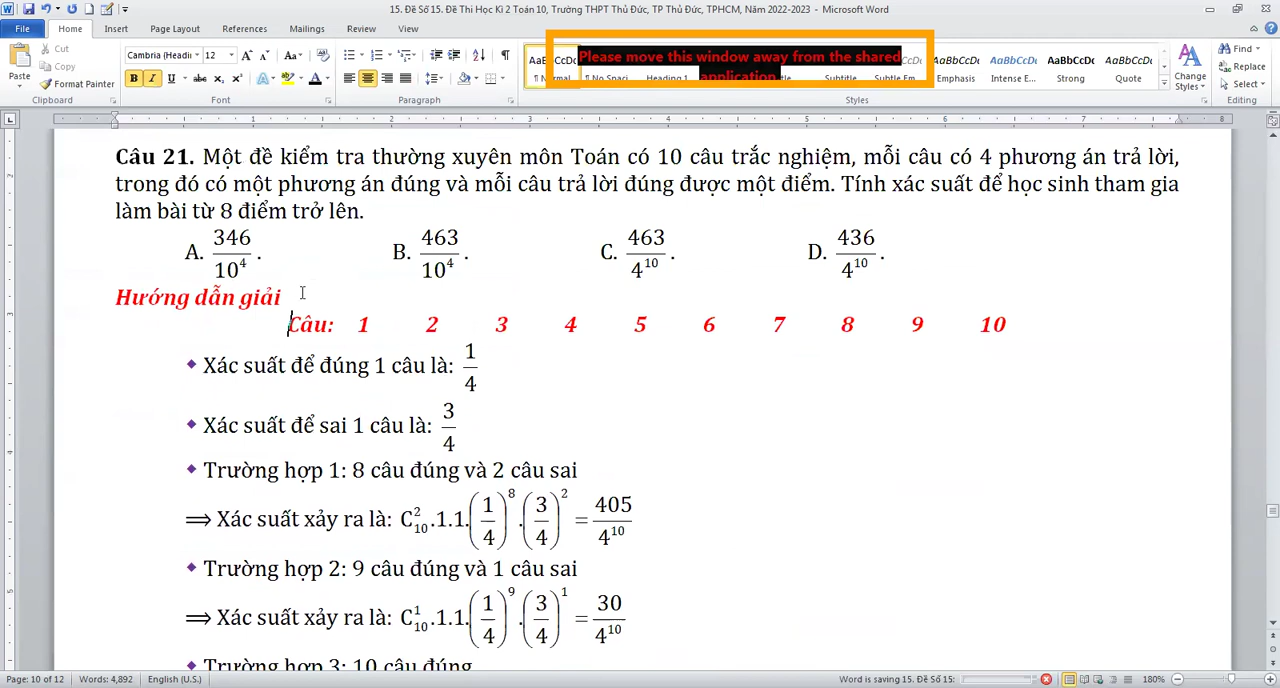 15. Đề Số 15. Đề Thi Học Kì 2 Toán 10, Trường THPT Thủ Đức, TP Thủ Đức, TPHCM, Năm 2022-2023 - Microsoft Word
File Home Insert Page Layout References Mailings Review View
Paste
Cut
Copy
Format Painter
Clipboard
Cambria (Headi 12
Font
Paragraph
Please move this window away from the shared application.
AaBbCcDc AaBbCcDc AaBbCcDc AaBbCcDc AaBbCcDc
¶ Normal ¶ No Spaci Heading 1 Subtitle Subtle Em Emphasis Intense E... Strong Quote
Styles
Change Styles
Find
Replace
Select
Editing
Câu 21. Một đề kiểm tra thường xuyên môn Toán có 10 câu trắc nghiệm, mỗi câu có 4 phương án trả lời,
trong đó có một phương án đúng và mỗi câu trả lời đúng được một điểm. Tính xác suất để học sinh tham gia
làm bài từ 8 điểm trở lên.
A. 346/10⁴. B. 463/10⁴. C. 463/4¹⁰. D. 436/4¹⁰.
Hướng dẫn giải
Câu: 1 2 3 4 5 6 7 8 9 10
◆ Xác suất để đúng 1 câu là: 1/4
◆ Xác suất để sai 1 câu là: 3/4
◆ Trường hợp 1: 8 câu đúng và 2 câu sai
⟹ Xác suất xảy ra là: C²₁₀.1.1.(1/4)⁸.(3/4)² = 405/4¹⁰
◆ Trường hợp 2: 9 câu đúng và 1 câu sai
⟹ Xác suất xảy ra là: C¹₁₀.1.1.(1/4)⁹.(3/4)¹ = 30/4¹⁰
◆ Trường hợp 3: 10 câu đúng
Page: 10 of 12 Words: 4,892 English (U.S.) Word is saving 15. Đề Số 15: 180%